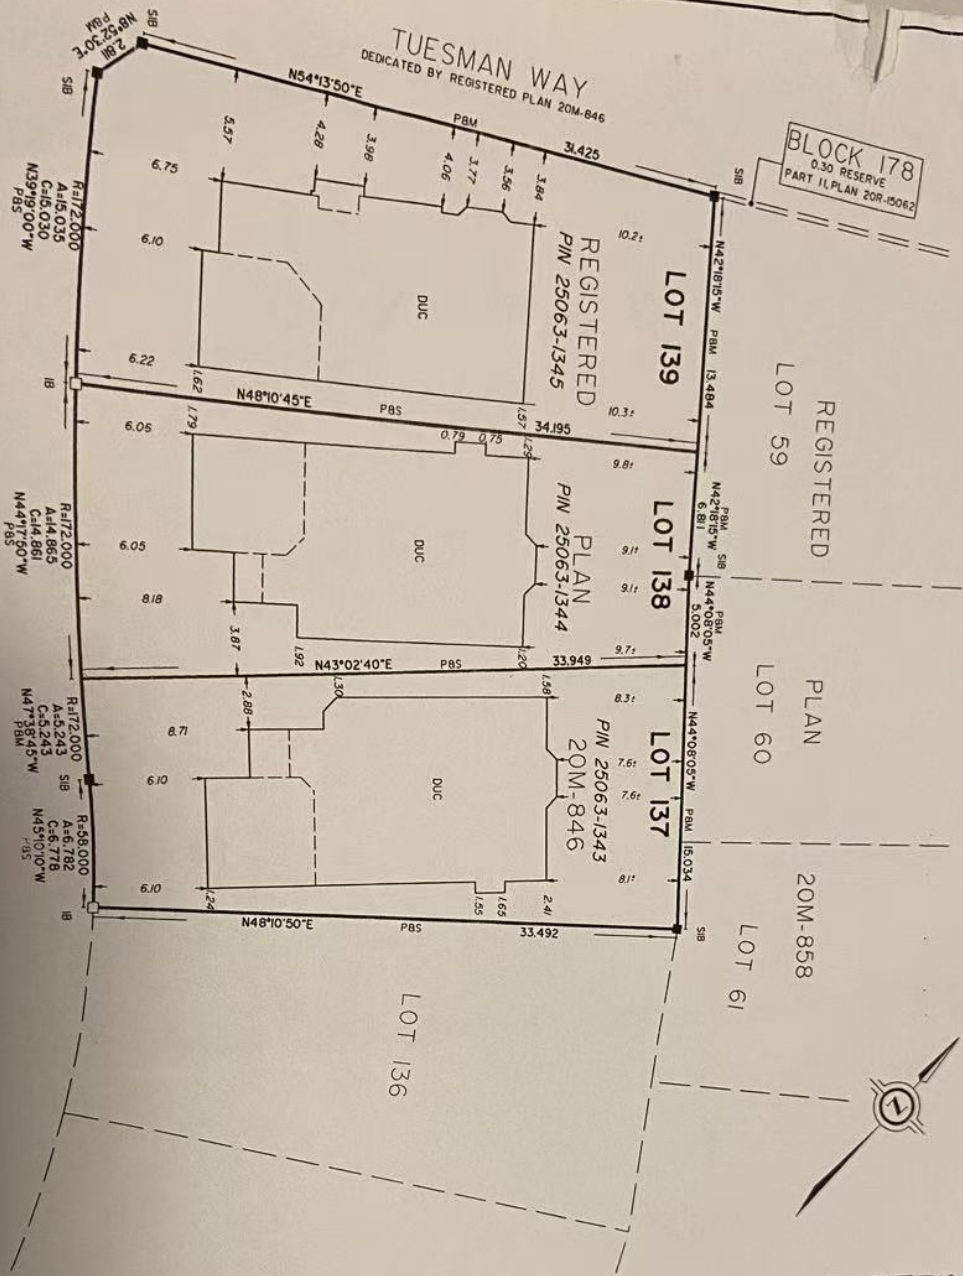 TUESMAN WAY
DEDICATED BY REGISTERED PLAN 20M-846
BLOCK 178
0.30 RESERVE
PART 11, PLAN 20R-15062
SIB
N8°52'30"E
PBM
2.811
SIB
N54°13'50"E
PBM
31.425
SIB
5.57
4.28
3.98
4.06
3.77
3.56
3.84
6.75
6.10
6.22
R=172.000
A=15.035
C=15.030
N39°19'00"W
PBS
DUC
REGISTERED
PIN 25063-1345
LOT 139
10.2±
10.3±
N42°18'15"W PBM 13.484
REGISTERED
LOT 59
IB
1.62
N48°10'45"E
PBS
1.57
34.195
1.79
0.79
0.75
1.29
6.05
6.05
8.18
R=172.000
A=14.865
C=14.861
N44°17'50"W
PBS
DUC
PLAN
PIN 25063-1344
LOT 138
9.8±
9.1±
9.1±
9.7±
PBM
N42°18'15"W
6.811
SIB
PBM
N44°08'05"W
5.002
PLAN
LOT 60
3.87
1.92
N43°02'40"E
PBS
1.20
33.949
2.88
1.30
1.58
8.71
6.10
6.10
R=172.000
A=5.243
C=5.243
N47°38'45"W
PBM
SIB
R=58.000
A=6.782
C=6.778
N45°10'10"W
PBS
DUC
PIN 25063-1343
20M-846
LOT 137
8.3±
7.6±
7.6±
8.1±
N44°08'05"W PBM 15.034
20M-858
LOT 61
IB
1.24
1.55
1.65
2.41
N48°10'50"E
PBS
33.492
SIB
LOT 136
N